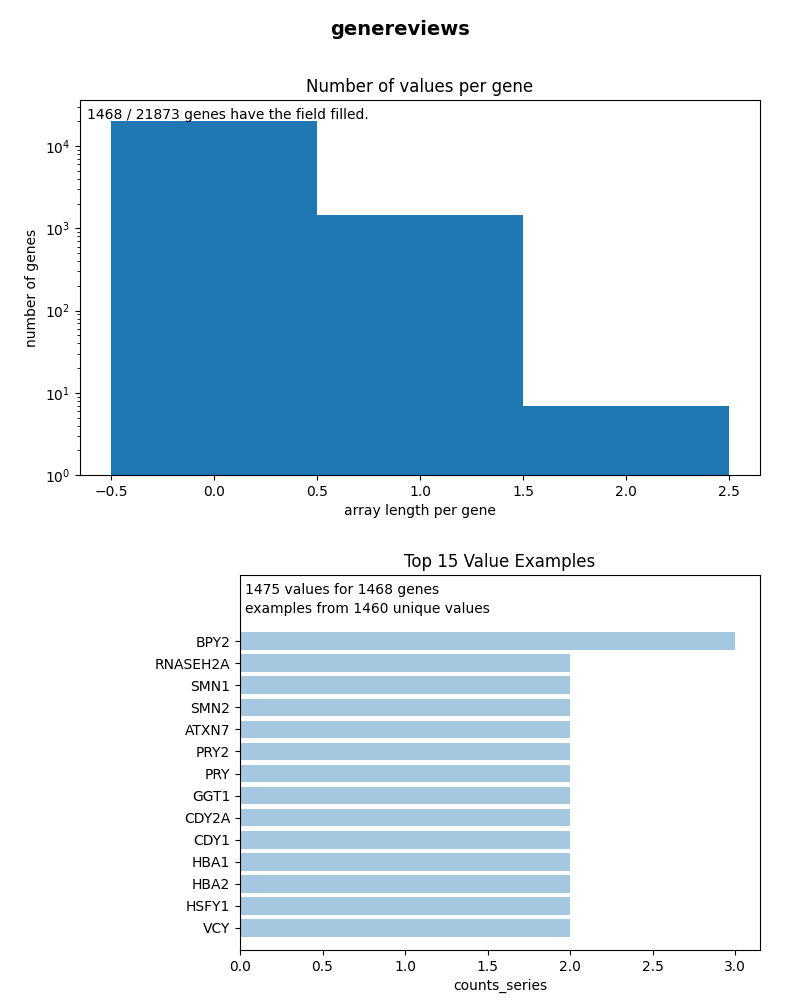 genereviews
Number of values per gene
1468 / 21873 genes have the field filled.
10^4
10^3
10^2
10^1
10^0
number of genes
−0.5 0.0 0.5 1.0 1.5 2.0 2.5
array length per gene
Top 15 Value Examples
1475 values for 1468 genes
examples from 1460 unique values
BPY2
RNASEH2A
SMN1
SMN2
ATXN7
PRY2
PRY
GGT1
CDY2A
CDY1
HBA1
HBA2
HSFY1
VCY
0.0 0.5 1.0 1.5 2.0 2.5 3.0
counts_series